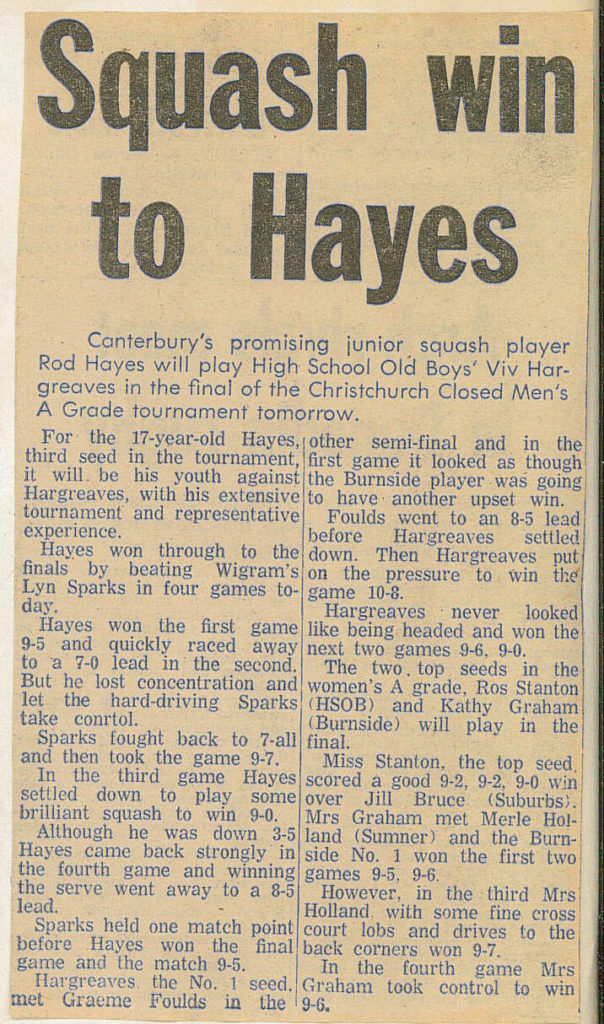 Squash win
to Hayes
Canterbury's promising junior squash player
Rod Hayes will play High School Old Boys' Viv Har-
greaves in the final of the Christchurch Closed Men's
A Grade tournament tomorrow.
For the 17-year-old Hayes,
third seed in the tournament,
it will be his youth against
Hargreaves, with his extensive
tournament and representative
experience.
Hayes won through to the
finals by beating Wigram's
Lyn Sparks in four games to-
day.
Hayes won the first game
9-5 and quickly raced away
to a 7-0 lead in the second.
But he lost concentration and
let the hard-driving Sparks
take conrtol.
Sparks fought back to 7-all
and then took the game 9-7.
In the third game Hayes
settled down to play some
brilliant squash to win 9-0.
Although he was down 3-5
Hayes came back strongly in
the fourth game and winning
the serve went away to a 8-5
lead.
Sparks held one match point
before Hayes won the final
game and the match 9-5.
Hargreaves, the No. 1 seed,
met Graeme Foulds in the
other semi-final and in the
first game it looked as though
the Burnside player was going
to have another upset win.
Foulds went to an 8-5 lead
before Hargreaves settled
down. Then Hargreaves put
on the pressure to win the
game 10-8.
Hargreaves never looked
like being headed and won the
next two games 9-6, 9-0.
The two top seeds in the
women's A grade, Ros Stanton
(HSOB) and Kathy Graham
(Burnside) will play in the
final.
Miss Stanton, the top seed,
scored a good 9-2, 9-2, 9-0 win
over Jill Bruce (Suburbs).
Mrs Graham met Merle Hol-
land (Sumner) and the Burn-
side No. 1 won the first two
games 9-5, 9-6.
However, in the third Mrs
Holland with some fine cross
court lobs and drives to the
back corners won 9-7.
In the fourth game Mrs
Graham took control to win
9-6.